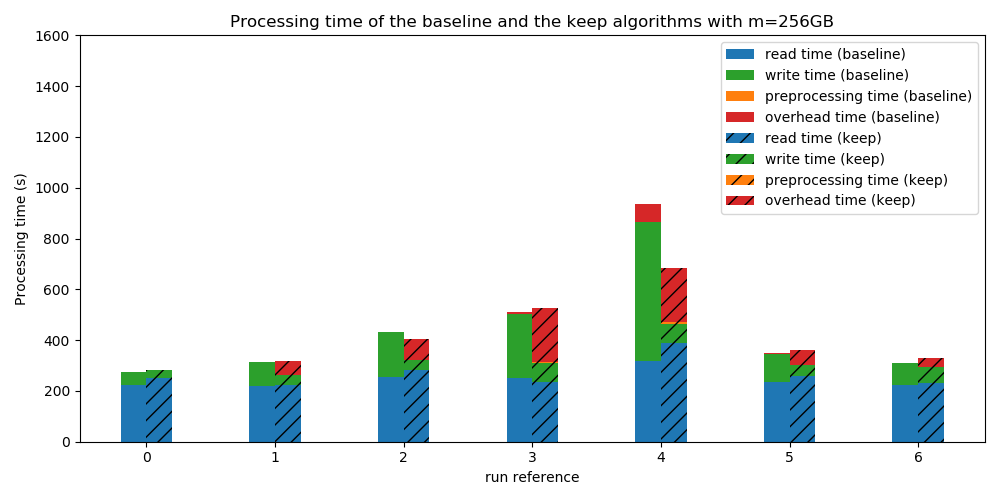 Processing time of the baseline and the keep algorithms with m=256GB
1600
1400
1200
1000
800
600
400
200
0
Processing time (s)
read time (baseline)
write time (baseline)
preprocessing time (baseline)
overhead time (baseline)
read time (keep)
write time (keep)
preprocessing time (keep)
overhead time (keep)
0 1 2 3 4 5 6
run reference